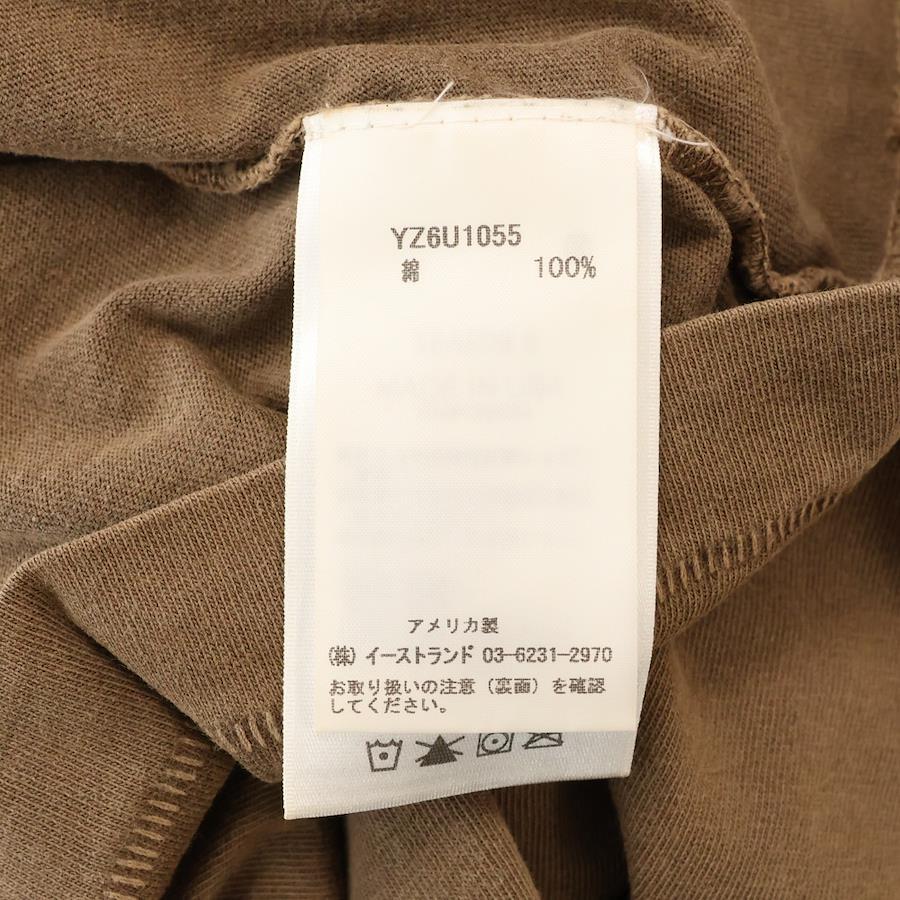 YZ6U1055
綿 100%
アメリカ製
(株) イーストランド 03-6231-2970
お取り扱いの注意 (裏面) を確認
してください。